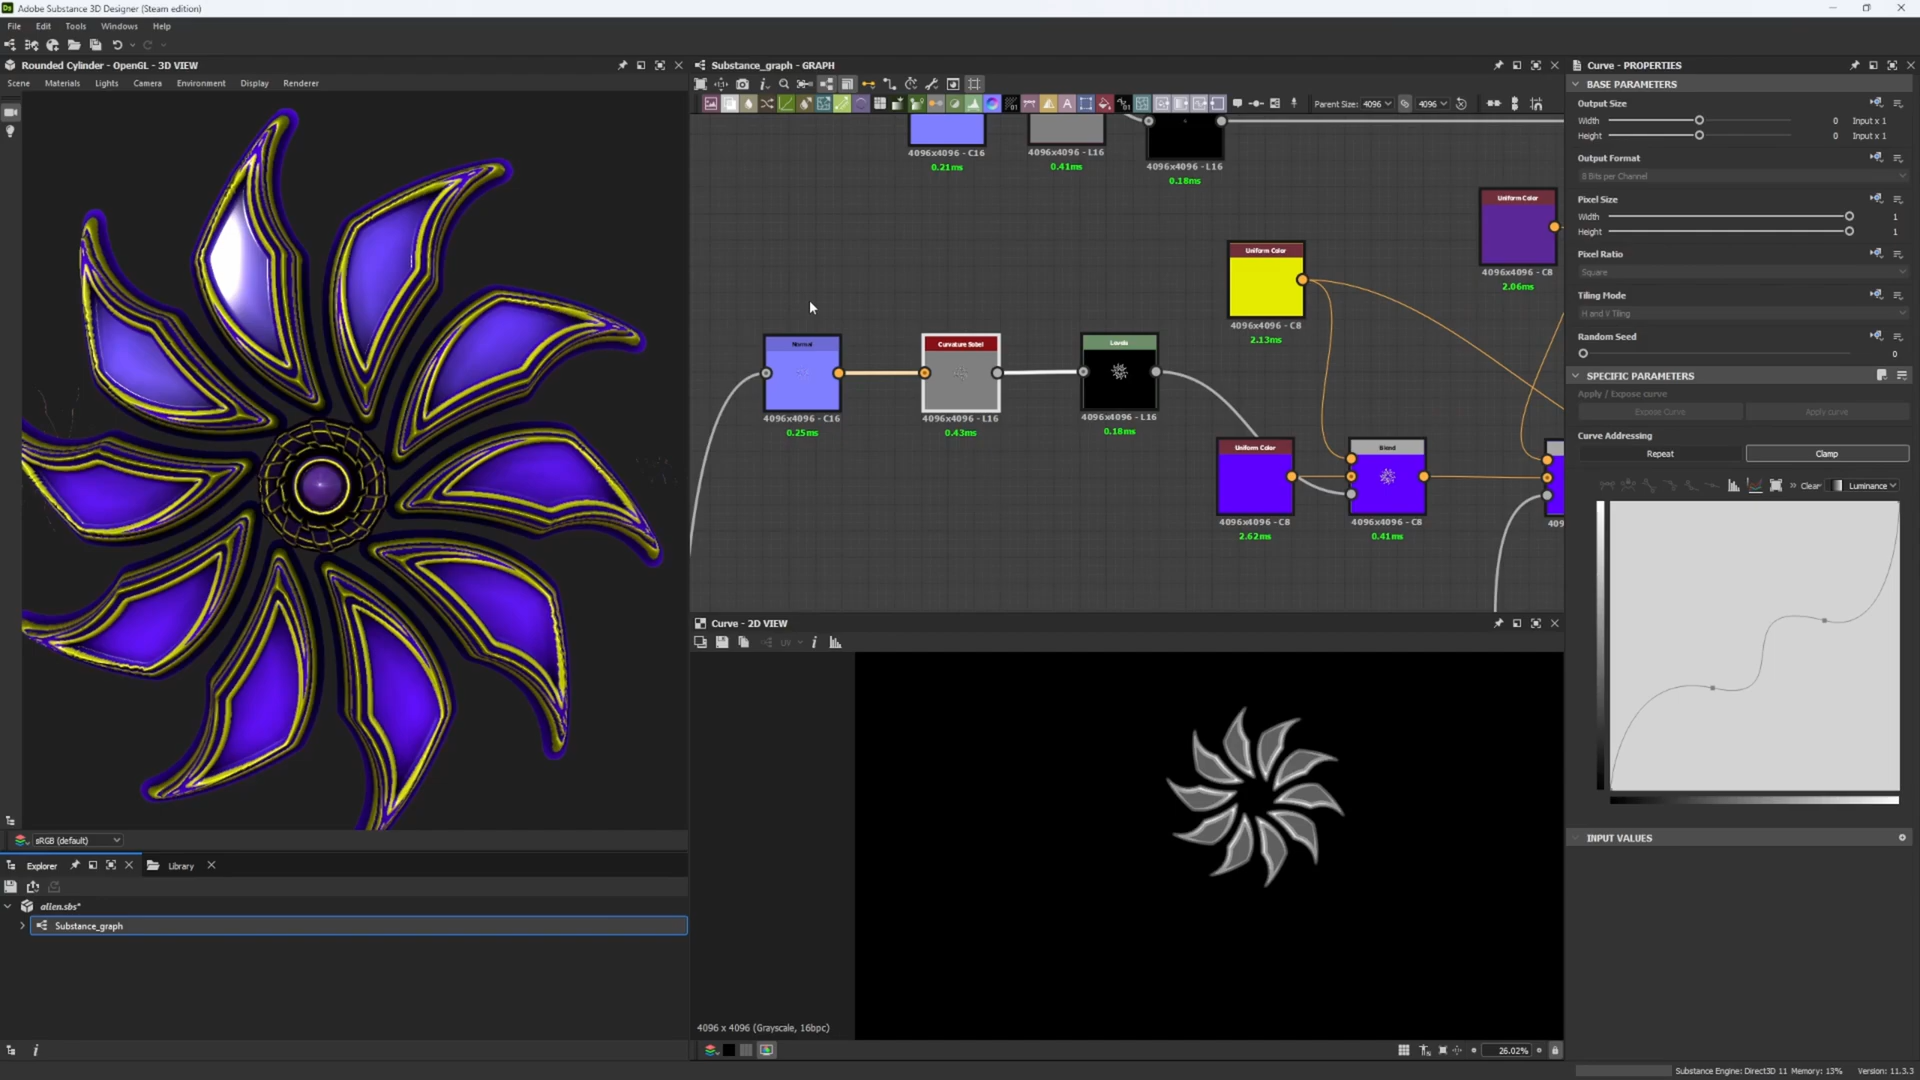 Adobe Substance 3D Designer (Steam edition)
File Edit Tools Windows Help
Rounded Cylinder - OpenGL - 3D VIEW
Scene Materials Lights Camera Environment Display Renderer
sRGB (default)
Explorer
Library
alien.sbs*
Substance_graph
Substance_graph - GRAPH
Parent Size: 4096
4096
4096x4096 - C16
0.21ms
4096x4096 - L16
0.41ms
4096x4096 - L16
0.18ms
Uniform Color
4096x4096 - C8
2.06ms
Uniform Color
4096x4096 - C8
2.13ms
Normal
4096x4096 - C16
0.25ms
Curvature Sobel
4096x4096 - L16
0.43ms
Levels
4096x4096 - L16
0.18ms
Uniform Color
4096x4096 - C8
2.62ms
Blend
4096x4096 - C8
0.41ms
409
Curve - 2D VIEW
UV
4096 x 4096 (Grayscale, 16bpc)
26.02%
Curve - PROPERTIES
BASE PARAMETERS
Output Size
Width 0 Input x 1
Height 0 Input x 1
Output Format
8 Bits per Channel
Pixel Size
Width 1
Height 1
Pixel Ratio
Square
Tiling Mode
H and V Tiling
Random Seed
0
SPECIFIC PARAMETERS
Apply / Expose curve
Expose Curve Apply curve
Curve Addressing
Repeat Clamp
» Clear Luminance
INPUT VALUES
Substance Engine: Direct3D 11 Memory: 13% Version: 11.3.3